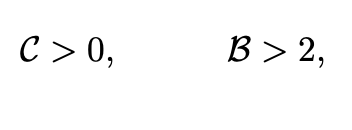 𝒞 > 0, ℬ > 2,